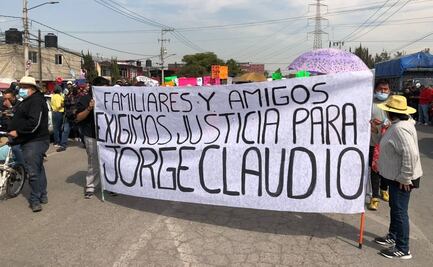 FAMILIARES Y AMIGOS
EXIGIMOS JUSTICIA PARA
JORGE CLAUDIO